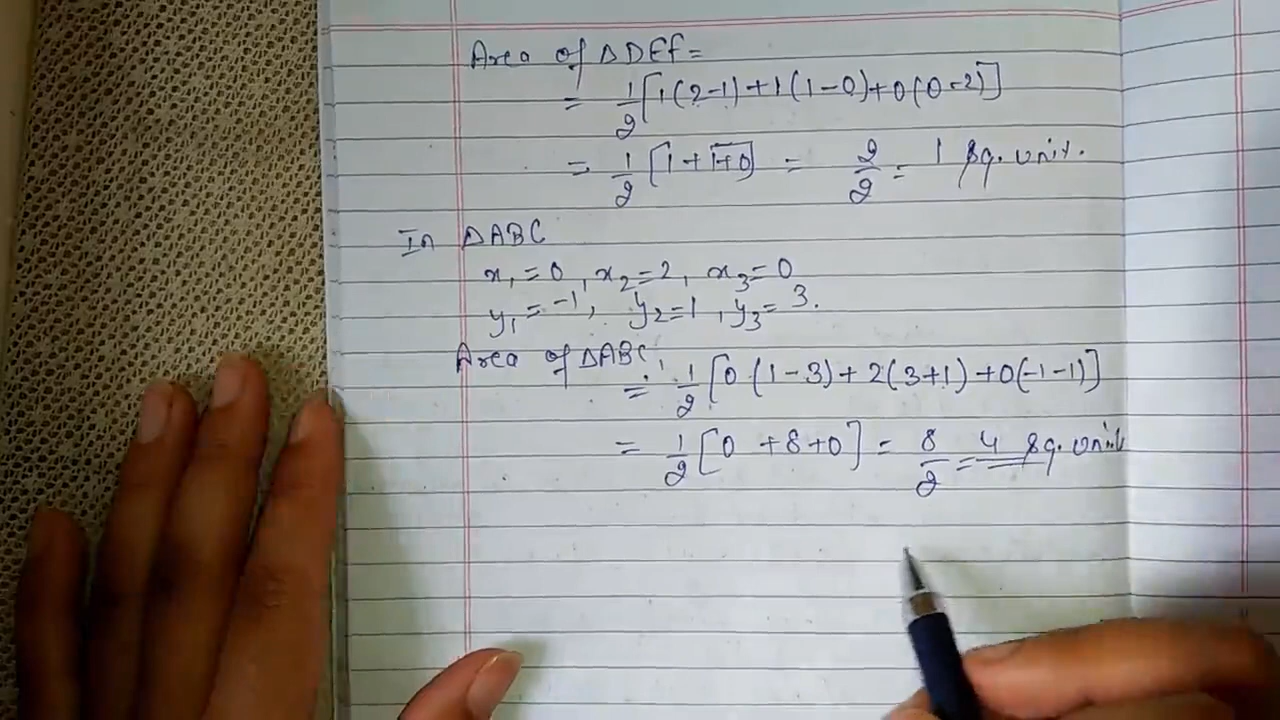 Area of ΔDEf =
= 1/2 [1(2-1)+1(1-0)+0(0-2)]
= 1/2 [1+1+0] = 2/2 = 1 sq. unit.
In ΔABC
x₁=0, x₂=2, x₃=0
y₁=-1, y₂=1, y₃=3.
Area of ΔABC
= 1/2 [0(1-3)+2(3+1)+0(-1-1)]
= 1/2 [0+8+0] = 8/2 = 4 sq. unit